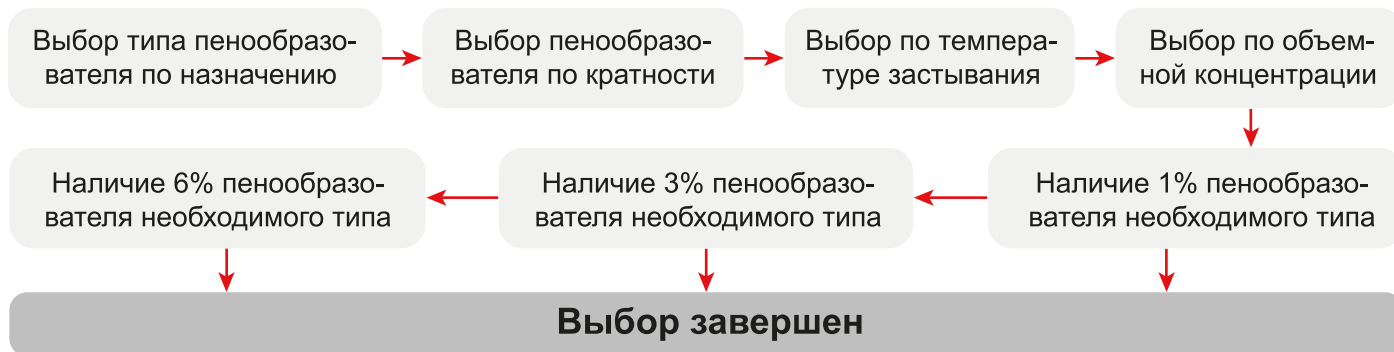 Выбор типа пенообразо-
вателя по назначению
Выбор пенообразо-
вателя по кратности
Выбор по темпера-
туре застывания
Выбор по объем-
ной концентрации
Наличие 1% пенообразо-
вателя необходимого типа
Наличие 3% пенообразо-
вателя необходимого типа
Наличие 6% пенообразо-
вателя необходимого типа
Выбор завершен